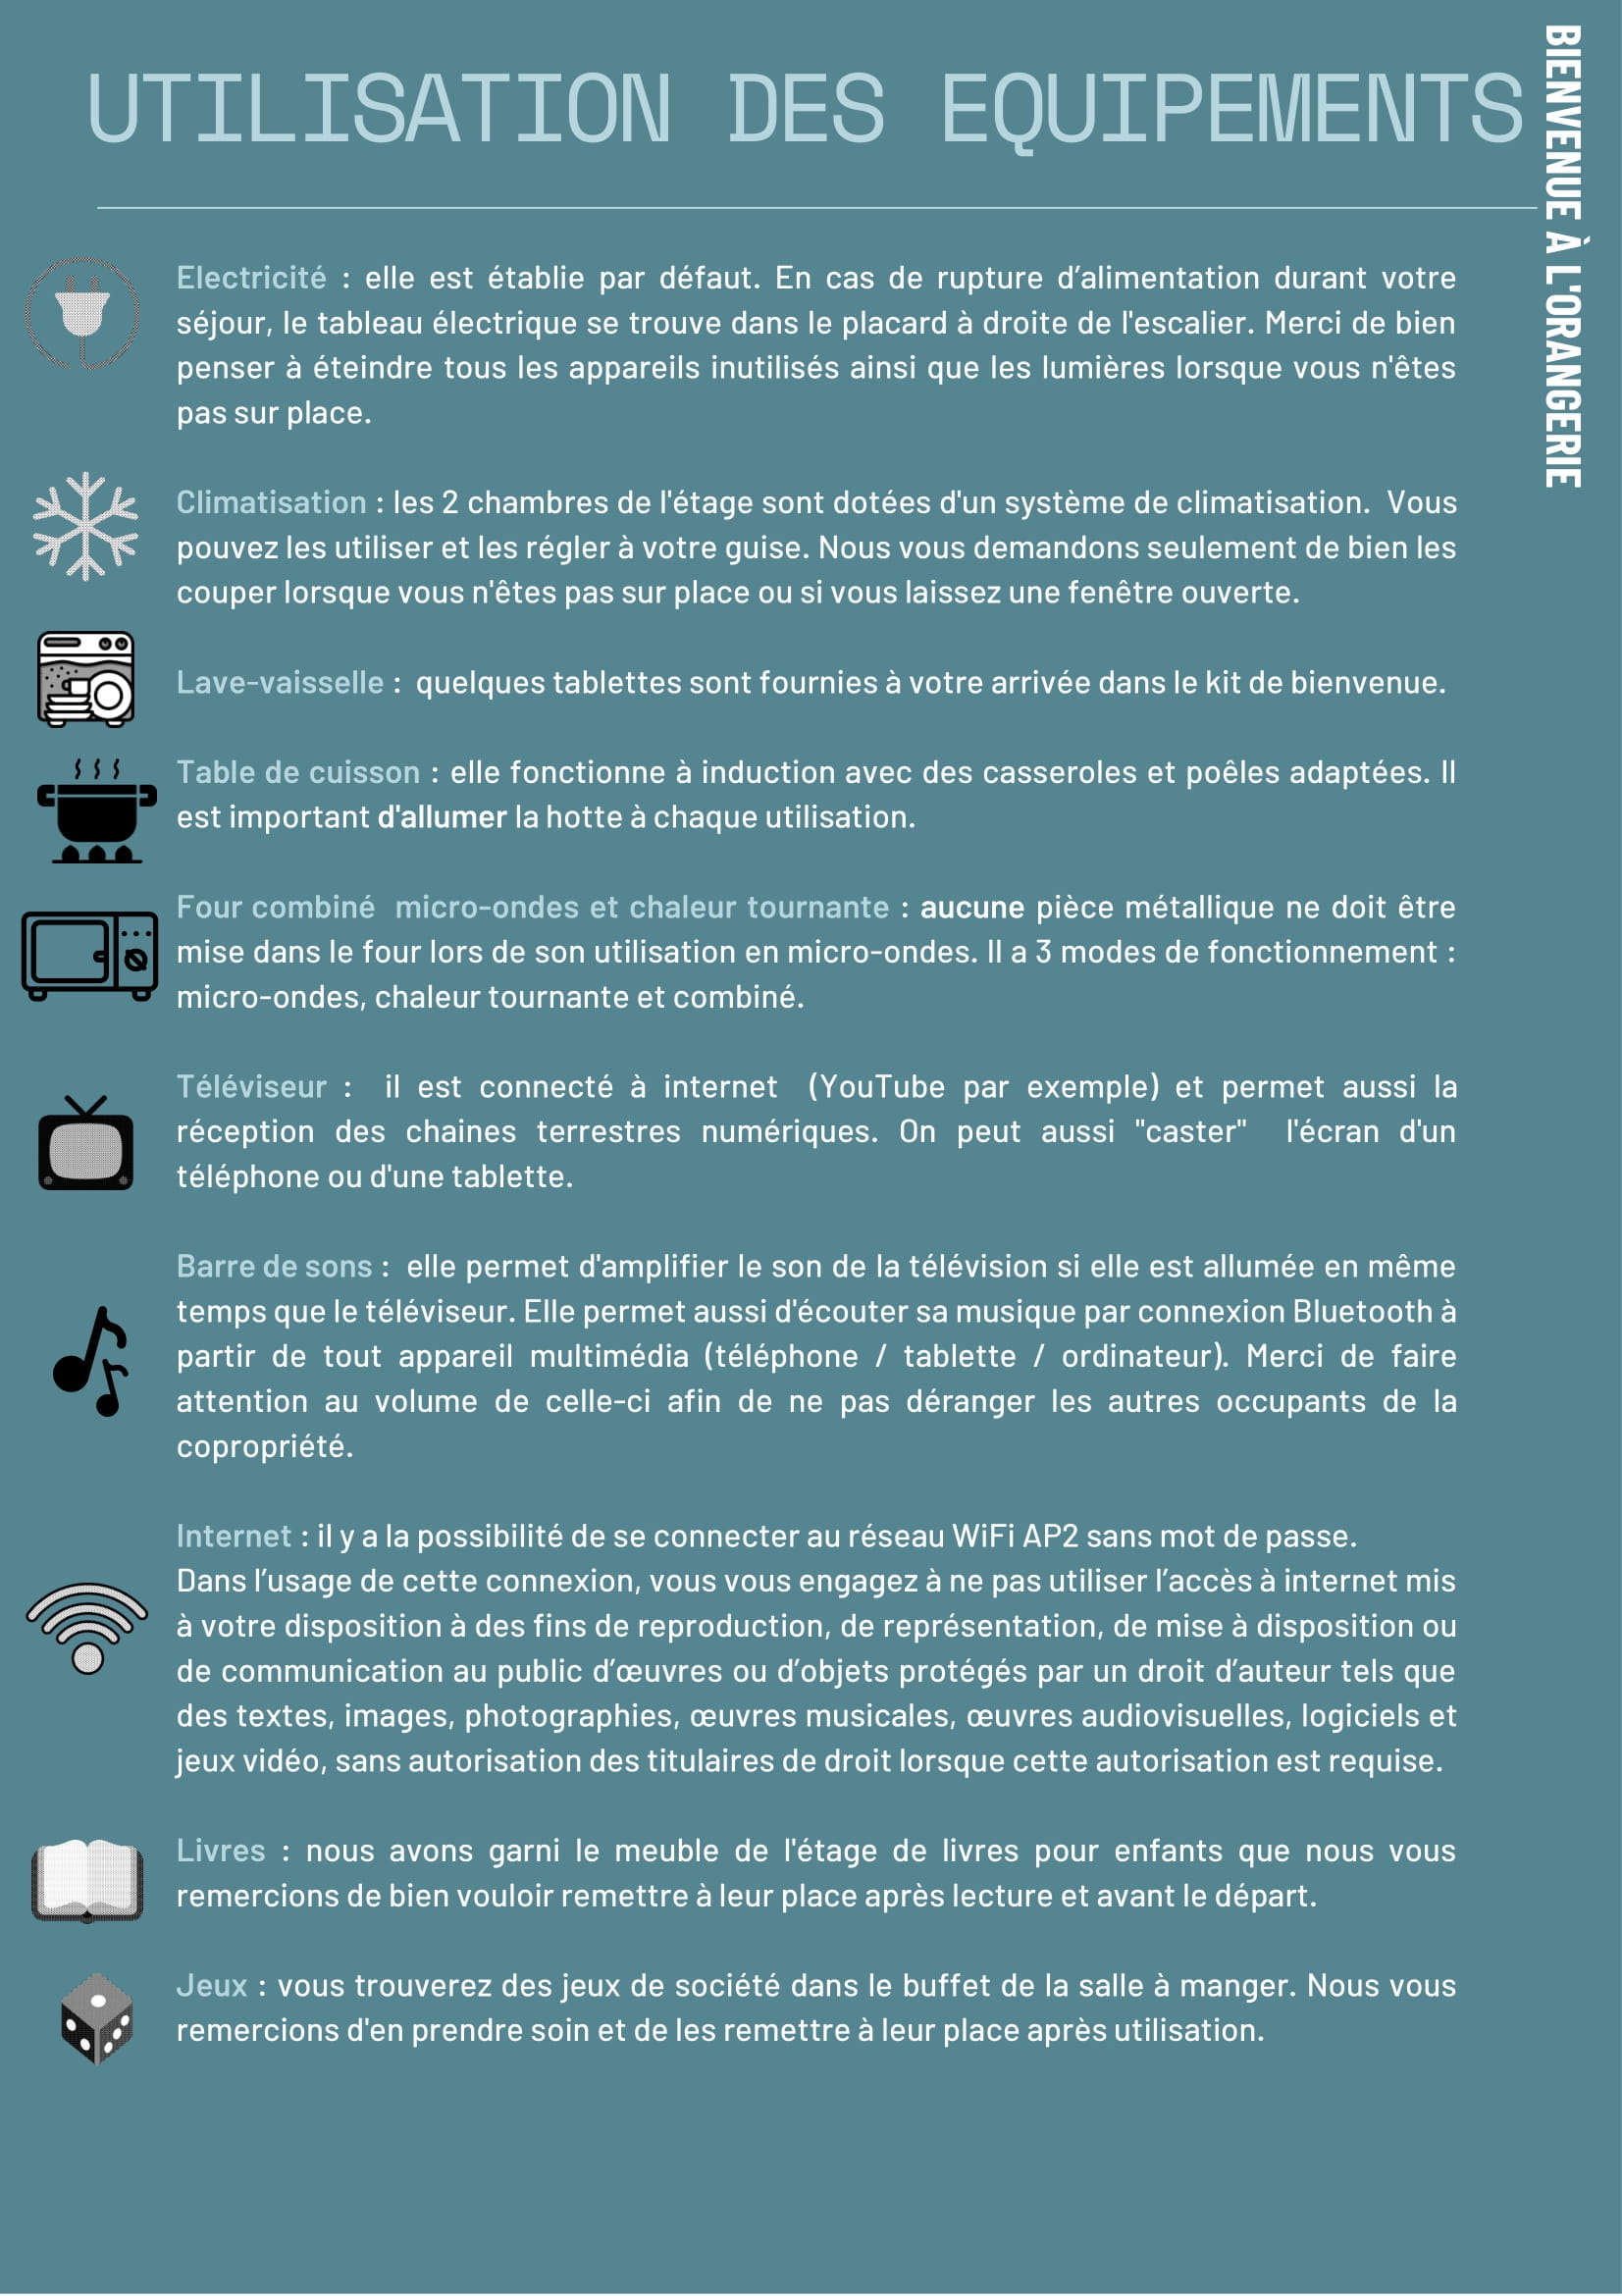 UTILISATION DES EQUIPEMENTS
BIENVENUE À L'ORANGERIE
Electricité : elle est établie par défaut. En cas de rupture d’alimentation durant votre
séjour, le tableau électrique se trouve dans le placard à droite de l'escalier. Merci de bien
penser à éteindre tous les appareils inutilisés ainsi que les lumières lorsque vous n'êtes
pas sur place.
Climatisation : les 2 chambres de l'étage sont dotées d'un système de climatisation. Vous
pouvez les utiliser et les régler à votre guise. Nous vous demandons seulement de bien les
couper lorsque vous n'êtes pas sur place ou si vous laissez une fenêtre ouverte.
Lave-vaisselle : quelques tablettes sont fournies à votre arrivée dans le kit de bienvenue.
Table de cuisson : elle fonctionne à induction avec des casseroles et poêles adaptées. Il
est important d'allumer la hotte à chaque utilisation.
Four combiné micro-ondes et chaleur tournante : aucune pièce métallique ne doit être
mise dans le four lors de son utilisation en micro-ondes. Il a 3 modes de fonctionnement :
micro-ondes, chaleur tournante et combiné.
Téléviseur : il est connecté à internet (YouTube par exemple) et permet aussi la
réception des chaines terrestres numériques. On peut aussi "caster" l'écran d'un
téléphone ou d'une tablette.
Barre de sons : elle permet d'amplifier le son de la télévision si elle est allumée en même
temps que le téléviseur. Elle permet aussi d'écouter sa musique par connexion Bluetooth à
partir de tout appareil multimédia (téléphone / tablette / ordinateur). Merci de faire
attention au volume de celle-ci afin de ne pas déranger les autres occupants de la
copropriété.
Internet : il y a la possibilité de se connecter au réseau WiFi AP2 sans mot de passe.
Dans l’usage de cette connexion, vous vous engagez à ne pas utiliser l’accès à internet mis
à votre disposition à des fins de reproduction, de représentation, de mise à disposition ou
de communication au public d’œuvres ou d’objets protégés par un droit d’auteur tels que
des textes, images, photographies, œuvres musicales, œuvres audiovisuelles, logiciels et
jeux vidéo, sans autorisation des titulaires de droit lorsque cette autorisation est requise.
Livres : nous avons garni le meuble de l'étage de livres pour enfants que nous vous
remercions de bien vouloir remettre à leur place après lecture et avant le départ.
Jeux : vous trouverez des jeux de société dans le buffet de la salle à manger. Nous vous
remercions d'en prendre soin et de les remettre à leur place après utilisation.